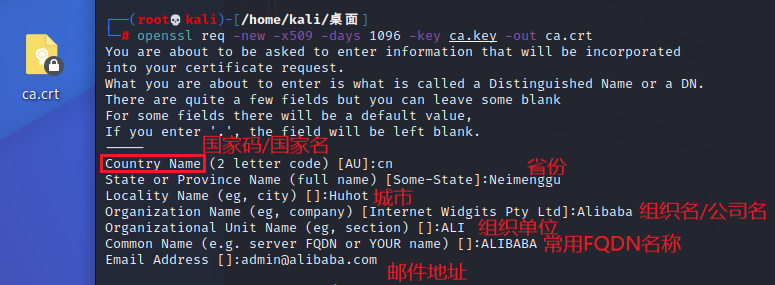 ┌──(root💀kali)-[/home/kali/桌面]
└─# openssl req -new -x509 -days 1096 -key ca.key -out ca.crt
You are about to be asked to enter information that will be incorporated
into your certificate request.
What you are about to enter is what is called a Distinguished Name or a DN.
There are quite a few fields but you can leave some blank
For some fields there will be a default value,
If you enter '.', the field will be left blank.
-----
国家码/国家名
Country Name (2 letter code) [AU]:cn
省份
State or Province Name (full name) [Some-State]:Neimenggu
Locality Name (eg, city) []:Huhot 城市
Organization Name (eg, company) [Internet Widgits Pty Ltd]:Alibaba 组织名/公司名
Organizational Unit Name (eg, section) []:ALI 组织单位
Common Name (e.g. server FQDN or YOUR name) []:ALIBABA 常用FQDN名称
Email Address []:admin@alibaba.com
邮件地址
ca.crt